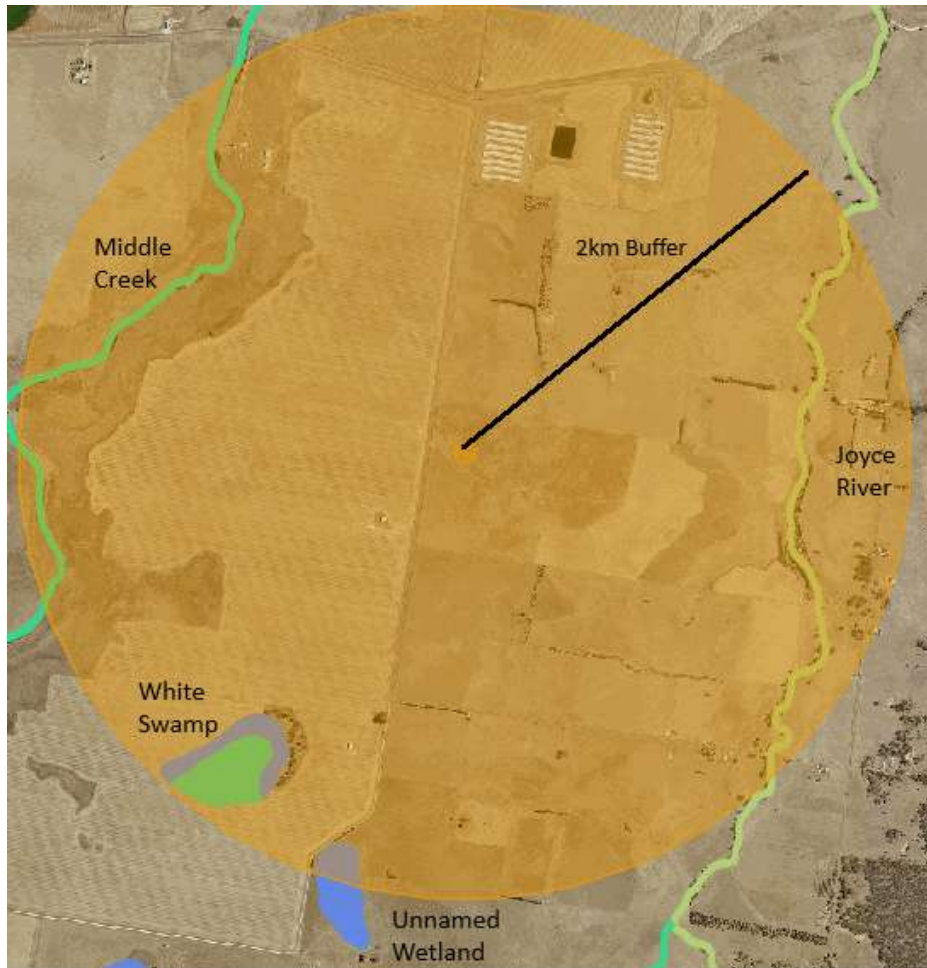 Middle
Creek
2km Buffer
Joyce
River
White
Swamp
Unnamed
Wetland